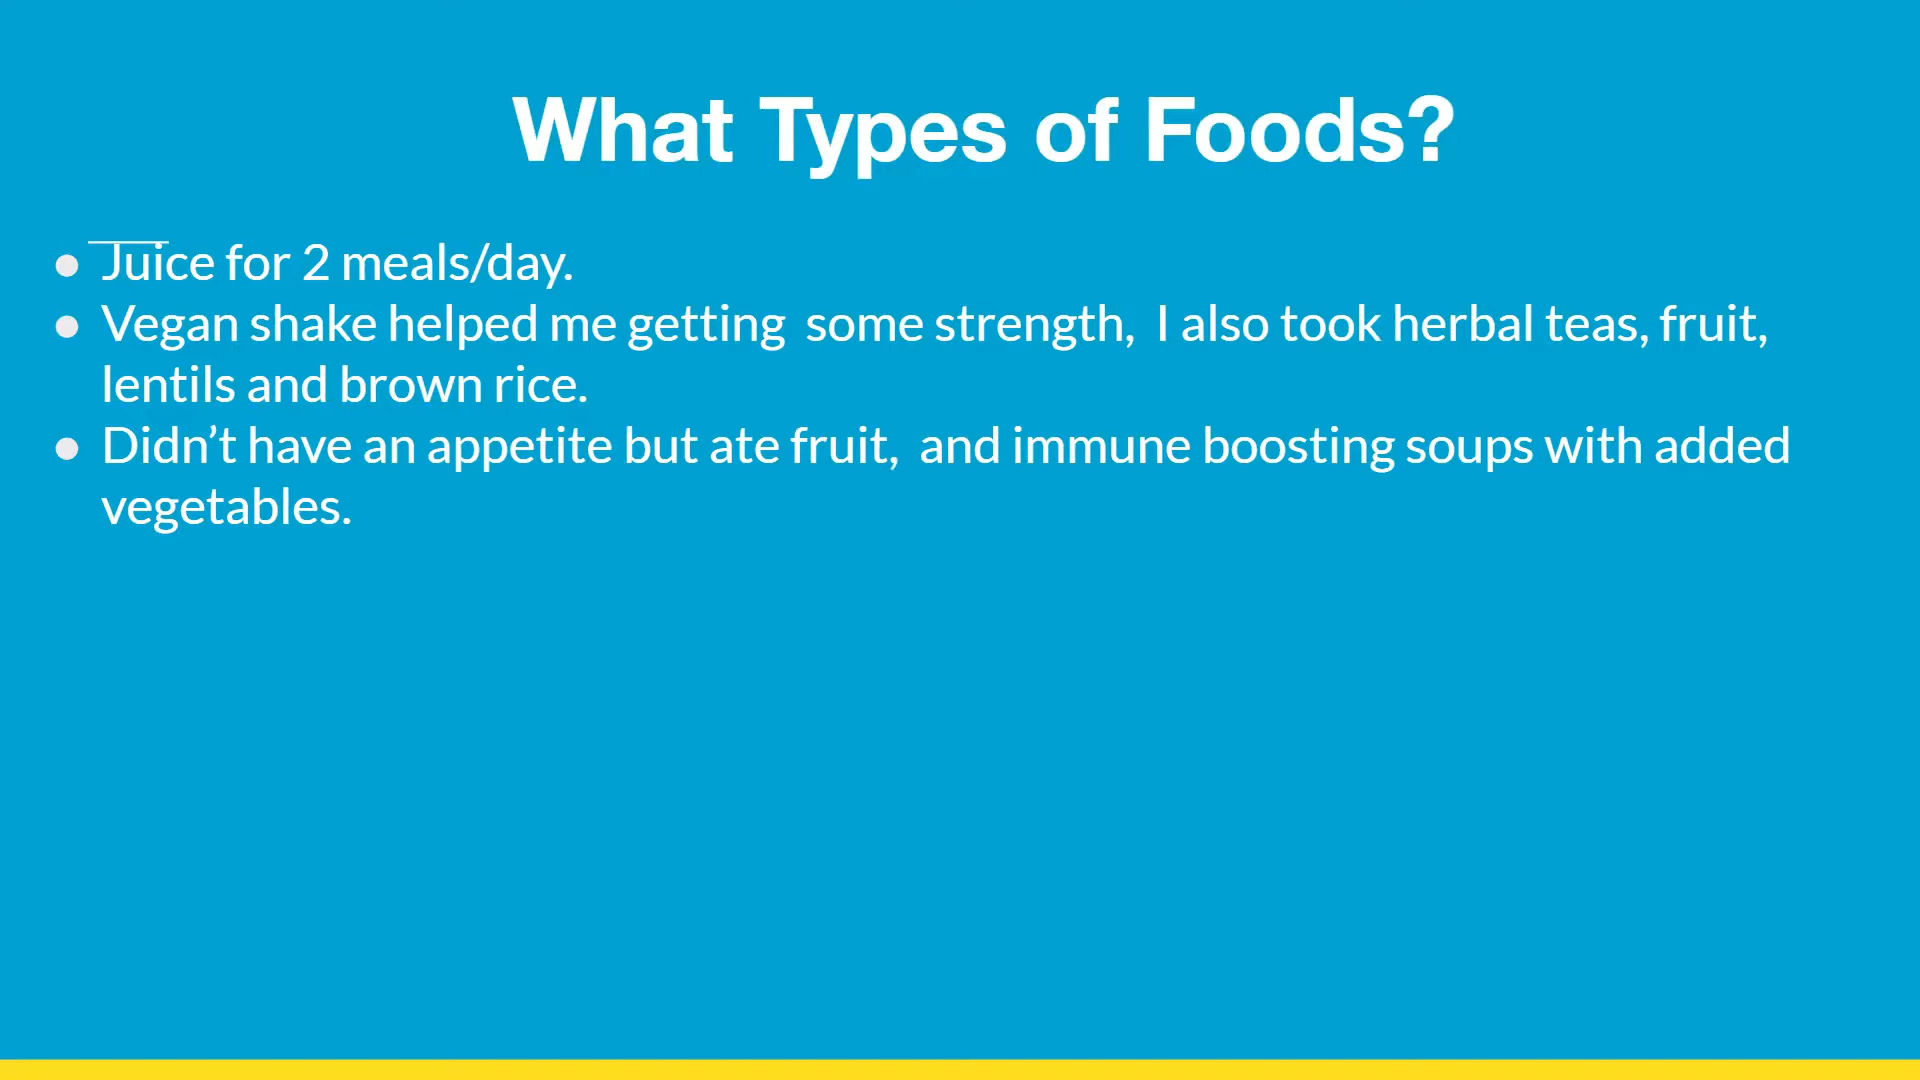 What Types of Foods?
● Juice for 2 meals/day.
● Vegan shake helped me getting  some strength,  I also took herbal teas, fruit,
lentils and brown rice.
● Didn’t have an appetite but ate fruit,  and immune boosting soups with added
vegetables.